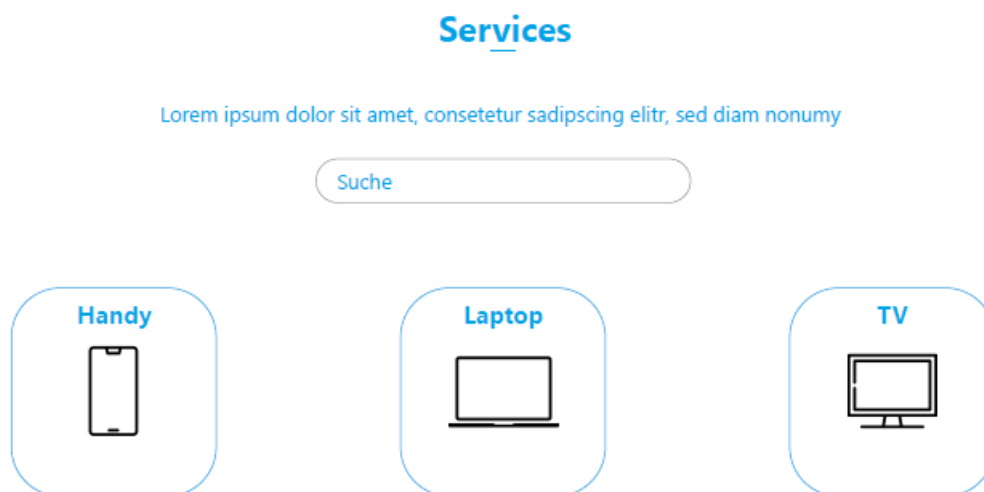 Services
Lorem ipsum dolor sit amet, consetetur sadipscing elitr, sed diam nonumy
Suche
Handy Laptop TV